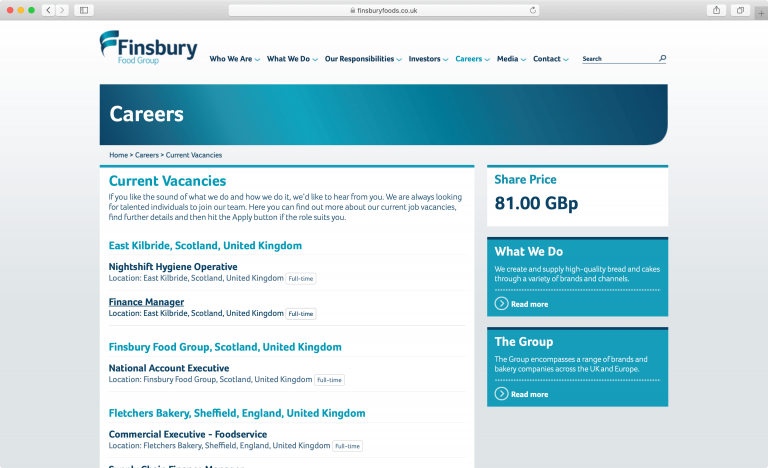 finsburyfoods.co.uk
Finsbury
Food Group
Who We Are What We Do Our Responsibilities Investors Careers Media Contact Search
Careers
Home > Careers > Current Vacancies
Current Vacancies
If you like the sound of what we do and how we do it, we'd like to hear from you. We are always looking
for talented individuals to join our team. Here you can find out more about our current job vacancies,
find further details and then hit the Apply button if the role suits you.
East Kilbride, Scotland, United Kingdom
Nightshift Hygiene Operative
Location: East Kilbride, Scotland, United Kingdom Full-time
Finance Manager
Location: East Kilbride, Scotland, United Kingdom Full-time
Finsbury Food Group, Scotland, United Kingdom
National Account Executive
Location: Finsbury Food Group, Scotland, United Kingdom Full-time
Fletchers Bakery, Sheffield, England, United Kingdom
Commercial Executive - Foodservice
Location: Fletchers Bakery, Sheffield, England, United Kingdom Full-time
Supply Chain Finance Manager
Share Price
81.00 GBp
What We Do
We create and supply high-quality bread and cakes
through a variety of brands and channels.
Read more
The Group
The Group encompasses a range of brands and
bakery companies across the UK and Europe.
Read more